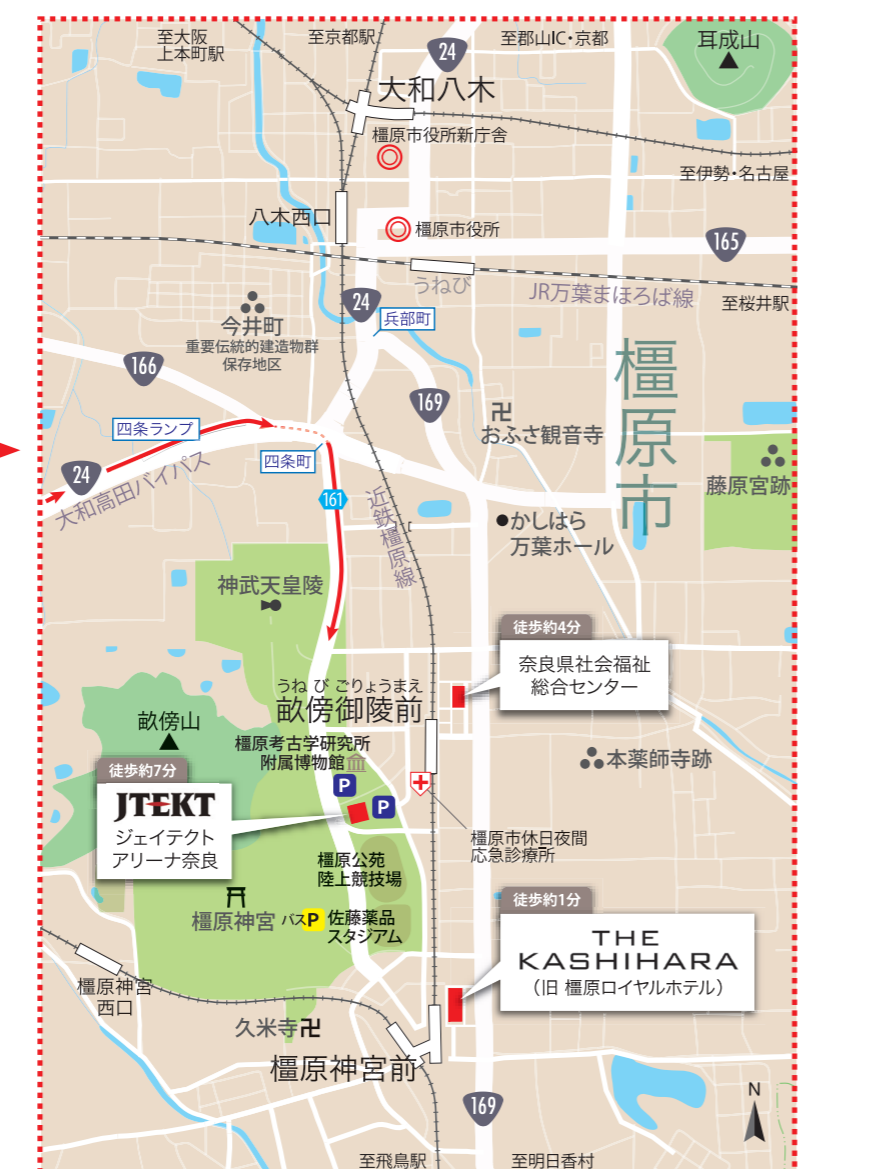 至大阪
上本町駅
至京都駅
24
至郡山IC・京都
耳成山
大和八木
橿原市役所新庁舎
至伊勢・名古屋
八木西口
橿原市役所
165
うねび
JR万葉まほろば線
至桜井駅
24
兵部町
今井町
重要伝統的建造物群
保存地区
橿原市
166
169
卍
おふさ観音寺
四条ランプ
四条町
24
大和高田バイパス
藤原宮跡
161
近鉄橿原線
かしはら
万葉ホール
神武天皇陵
徒歩約4分
奈良県社会福祉
総合センター
うねびごりょうまえ
畝傍御陵前
畝傍山
橿原考古学研究所
附属博物館
本薬師寺跡
徒歩約7分
P
JTEKT
ジェイテクト
アリーナ奈良
P
橿原市休日夜間
応急診療所
橿原公苑
陸上競技場
徒歩約1分
橿原神宮
バスP
佐藤薬品
スタジアム
THE
KASHIHARA
（旧 橿原ロイヤルホテル）
橿原神宮
西口
久米寺卍
橿原神宮前
169
N
至飛鳥駅
至明日香村